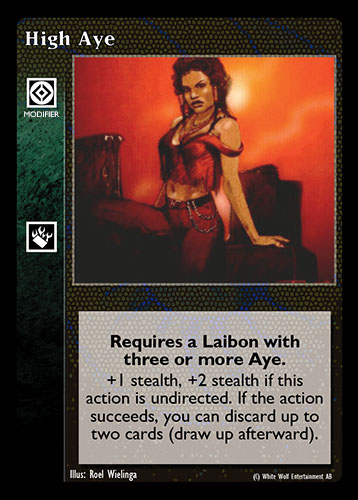 High Aye
MODIFIER
Requires a Laibon with
three or more Aye.
+1 stealth, +2 stealth if this
action is undirected. If the action
succeeds, you can discard up to
two cards (draw up afterward).
Illus: Roel Wielinga
(C) White Wolf Entertainment AB